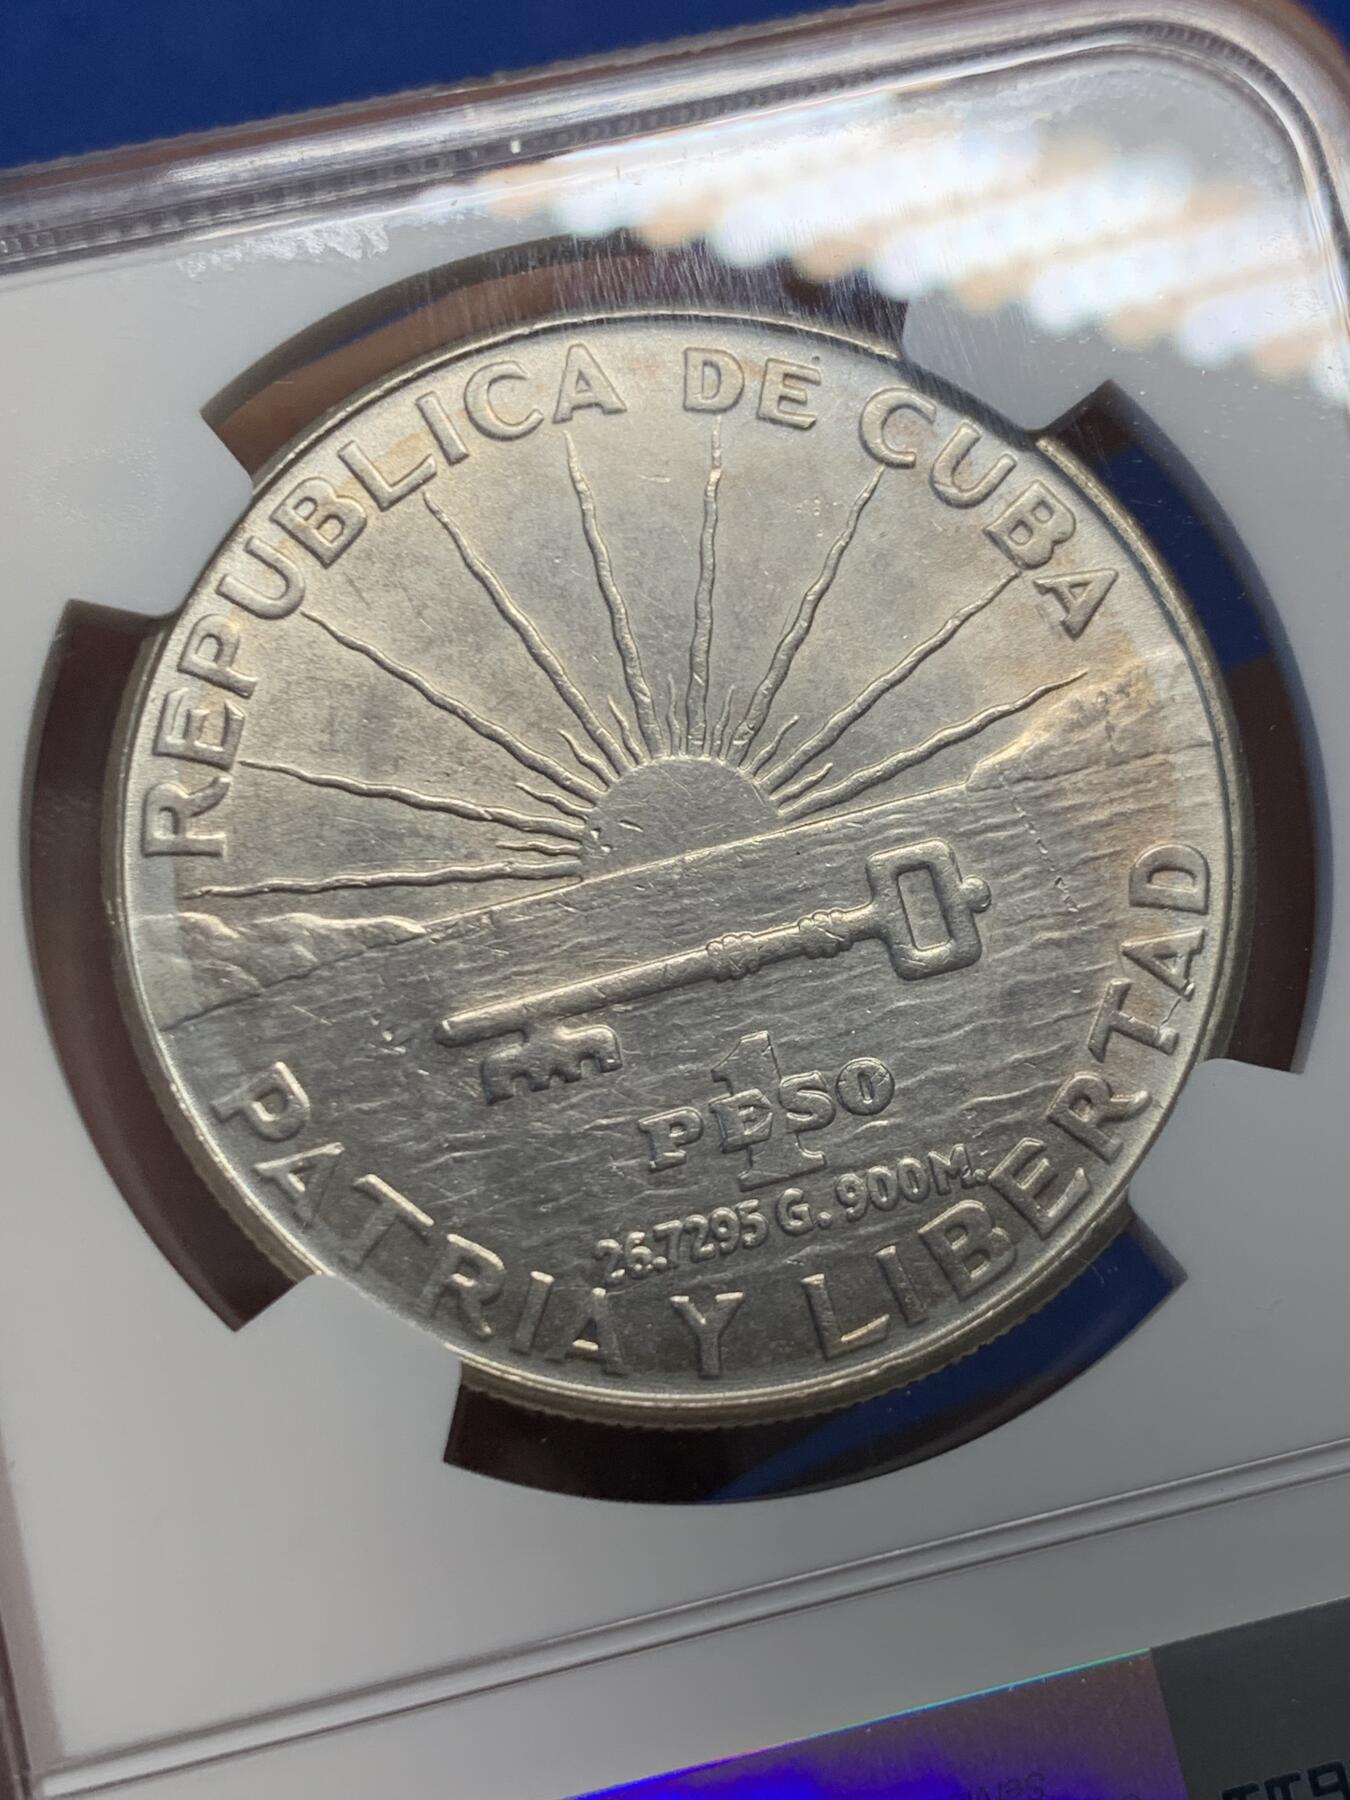 REPUBLICA DE CUBA
1
PESO
26.7295 G. 900M.
PATRIA Y LIBERTAD